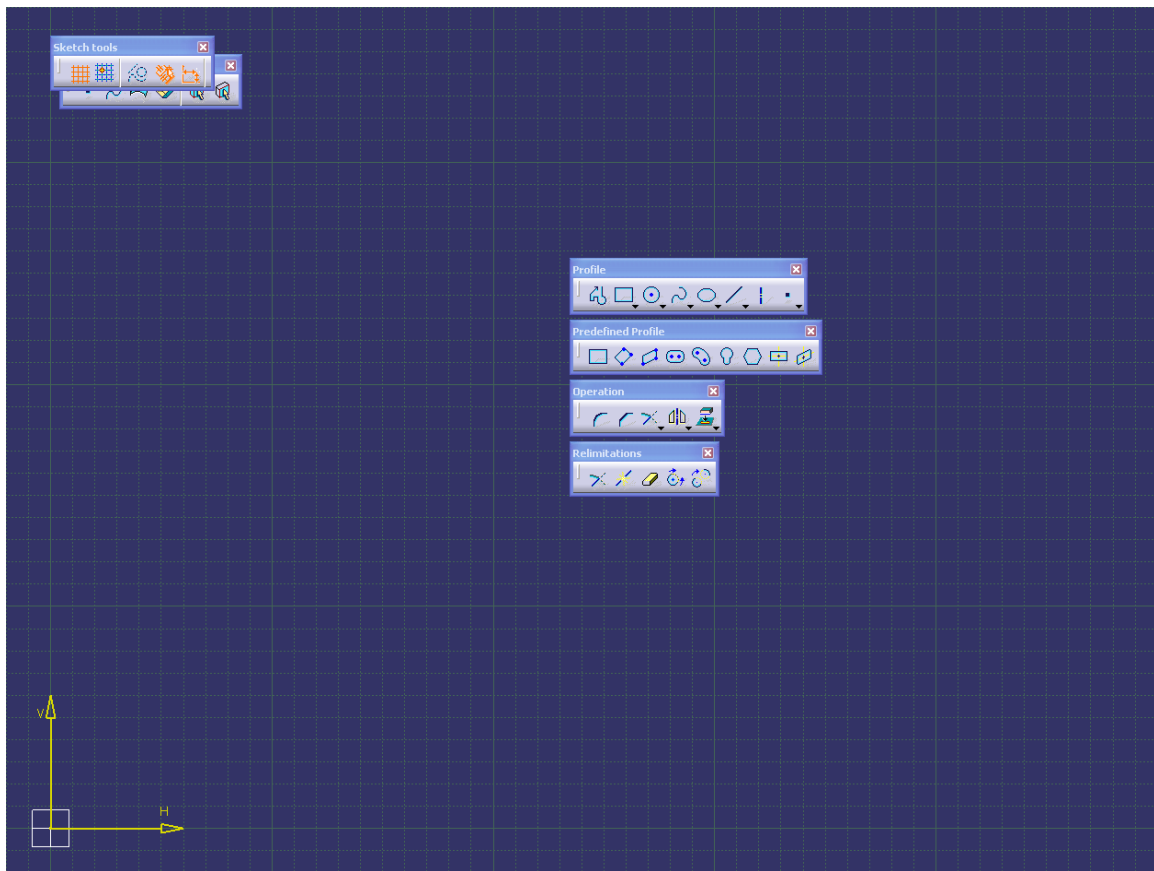 Sketch tools
Profile
Predefined Profile
Operation
Relimitations
V
H